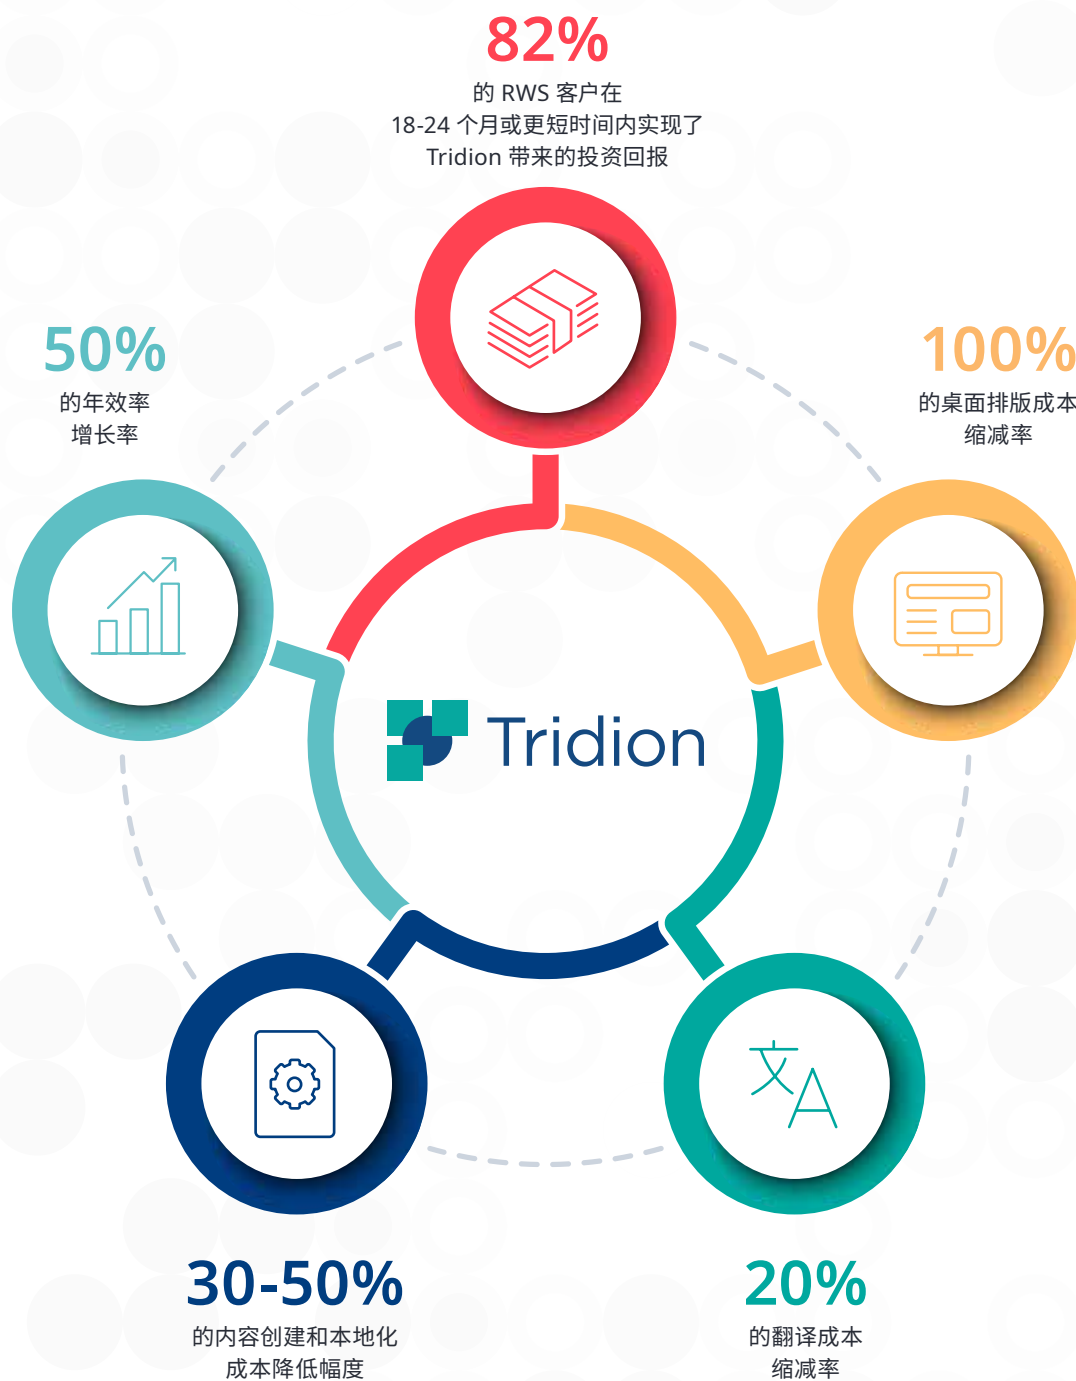 82%
的 RWS 客户在
18-24 个月或更短时间内实现了
Tridion 带来的投资回报
50%
的年效率
增长率
100%
的桌面排版成本
缩减率
Tridion
文A
30-50%
的内容创建和本地化
成本降低幅度
20%
的翻译成本
缩减率